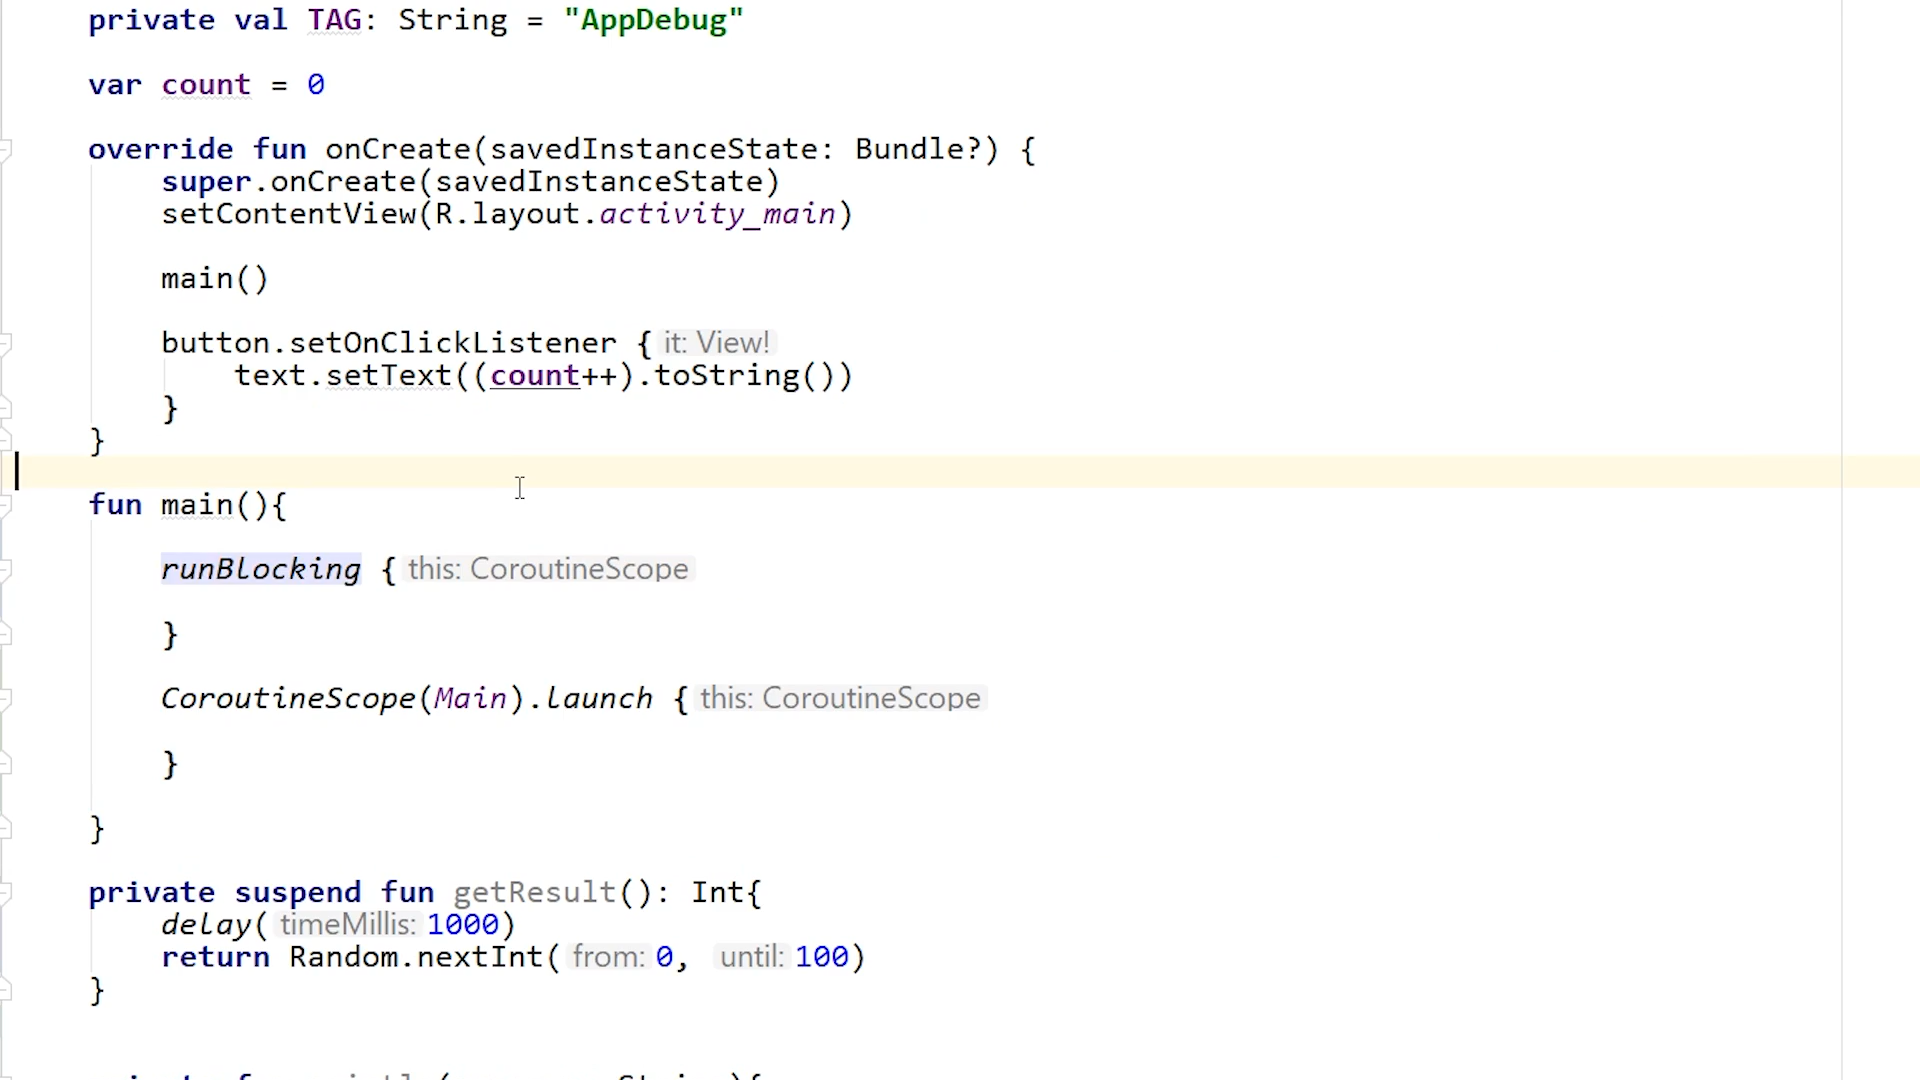 private val TAG: String = "AppDebug"
var count = 0
override fun onCreate(savedInstanceState: Bundle?) {
super.onCreate(savedInstanceState)
setContentView(R.layout.activity_main)
main()
button.setOnClickListener { it: View!
text.setText((count++).toString())
}
}
fun main(){
runBlocking { this: CoroutineScope
}
CoroutineScope(Main).launch { this: CoroutineScope
}
}
private suspend fun getResult(): Int{
delay( timeMillis: 1000)
return Random.nextInt( from: 0, until: 100)
}